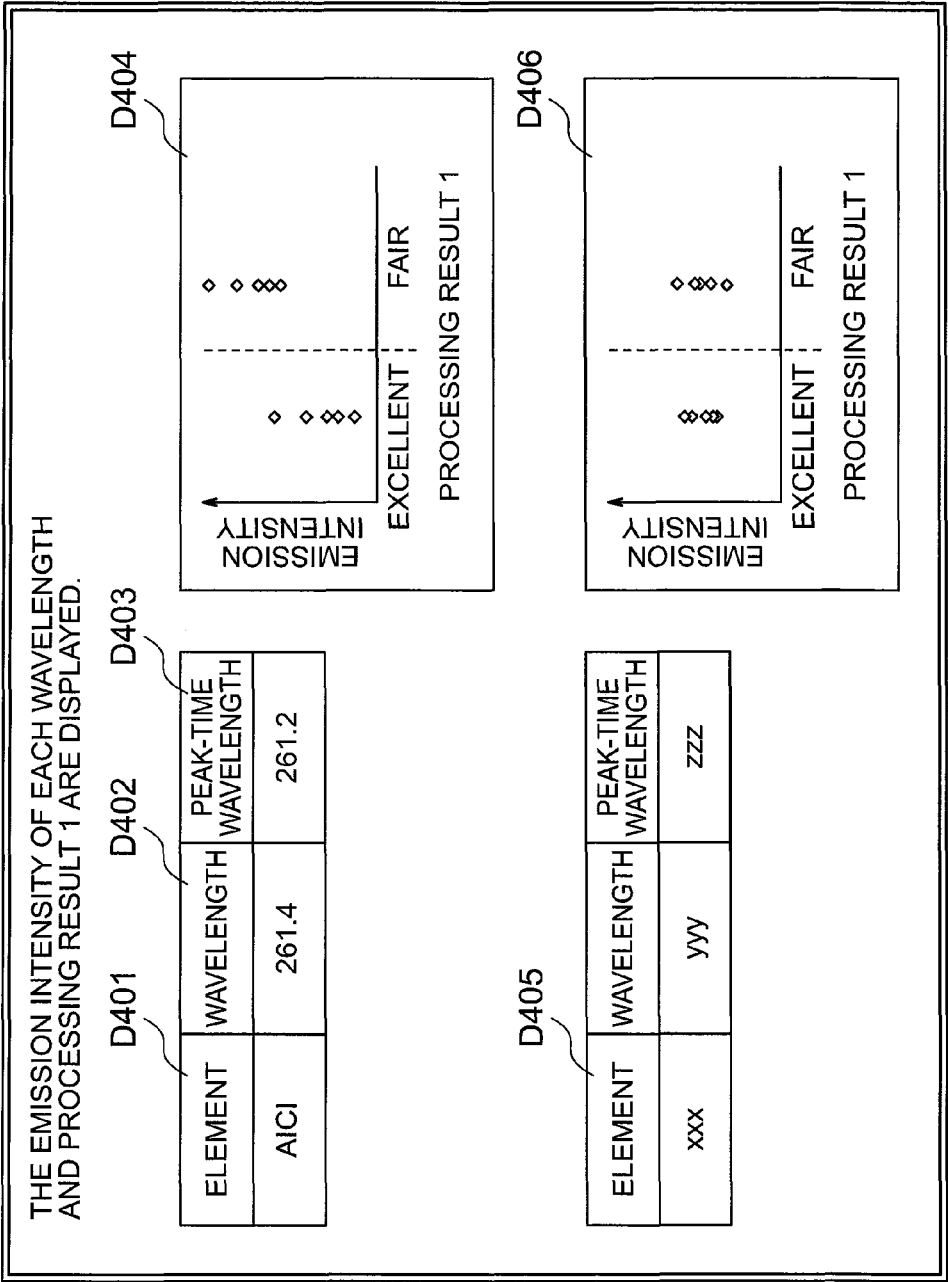 THE EMISSION INTENSITY OF EACH WAVELENGTH
AND PROCESSING RESULT 1 ARE DISPLAYED.
D401
D402
D403
ELEMENT WAVELENGTH PEAK-TIME
WAVELENGTH
AlCl 261.4 261.2
D404
EMISSION
INTENSITY
EXCELLENT FAIR
PROCESSING RESULT 1
D405
ELEMENT WAVELENGTH PEAK-TIME
WAVELENGTH
xxx yyy zzz
D406
EMISSION
INTENSITY
EXCELLENT FAIR
PROCESSING RESULT 1